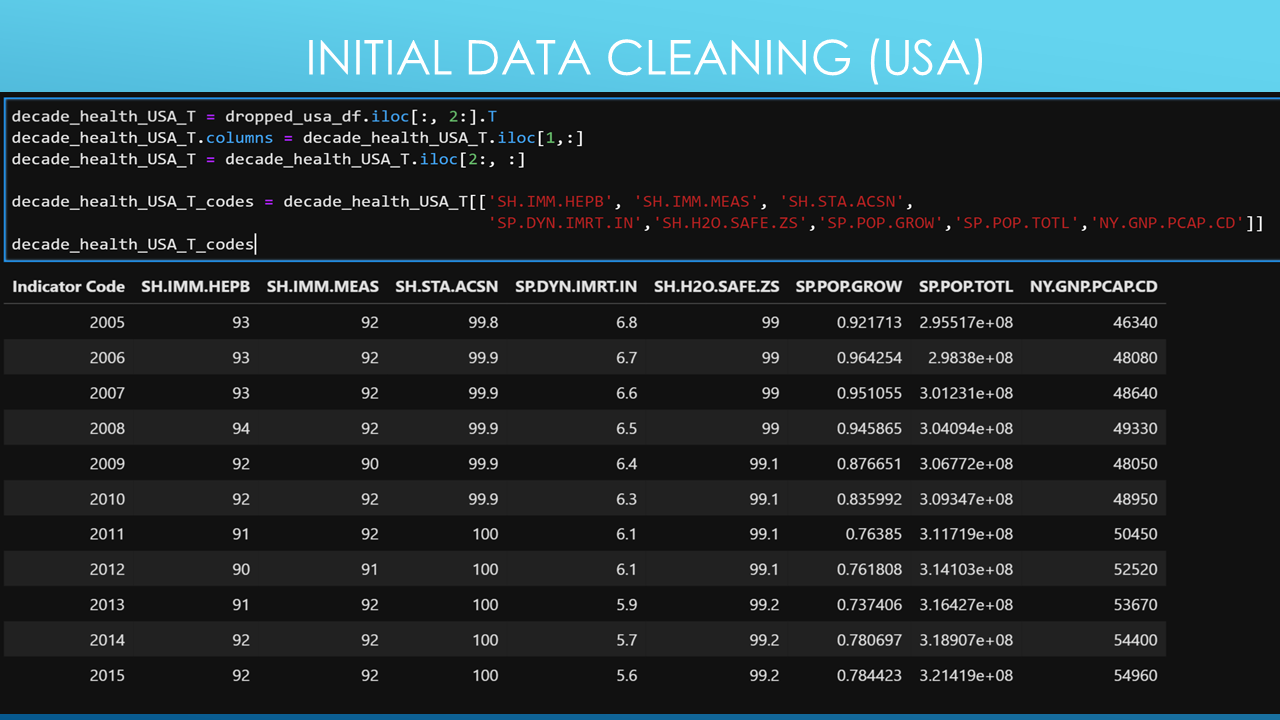 INITIAL DATA CLEANING (USA)
decade_health_USA_T = dropped_usa_df.iloc[:, 2:].T
decade_health_USA_T.columns = decade_health_USA_T.iloc[1,:]
decade_health_USA_T = decade_health_USA_T.iloc[2:, :]
decade_health_USA_T_codes = decade_health_USA_T[['SH.IMM.HEPB', 'SH.IMM.MEAS', 'SH.STA.ACSN',
'SP.DYN.IMRT.IN','SH.H2O.SAFE.ZS','SP.POP.GROW','SP.POP.TOTL','NY.GNP.PCAP.CD']]
decade_health_USA_T_codes
Indicator Code SH.IMM.HEPB SH.IMM.MEAS SH.STA.ACSN SP.DYN.IMRT.IN SH.H2O.SAFE.ZS SP.POP.GROW SP.POP.TOTL NY.GNP.PCAP.CD
2005 93 92 99.8 6.8 99 0.921713 2.95517e+08 46340
2006 93 92 99.9 6.7 99 0.964254 2.9838e+08 48080
2007 93 92 99.9 6.6 99 0.951055 3.01231e+08 48640
2008 94 92 99.9 6.5 99 0.945865 3.04094e+08 49330
2009 92 90 99.9 6.4 99.1 0.876651 3.06772e+08 48050
2010 92 92 99.9 6.3 99.1 0.835992 3.09347e+08 48950
2011 91 92 100 6.1 99.1 0.76385 3.11719e+08 50450
2012 90 91 100 6.1 99.1 0.761808 3.14103e+08 52520
2013 91 92 100 5.9 99.2 0.737406 3.16427e+08 53670
2014 92 92 100 5.7 99.2 0.780697 3.18907e+08 54400
2015 92 92 100 5.6 99.2 0.784423 3.21419e+08 54960